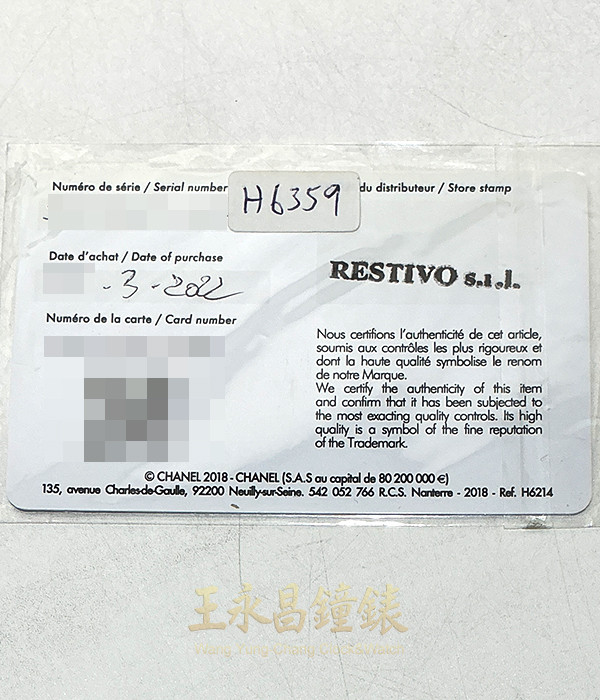 Numéro de série / Serial number
H6359
du distributeur / Store stamp
Date d'achat / Date of purchase
-3-2022
RESTIVO s.r.l.
Numéro de la carte / Card number
Nous certifions l'authenticité de cet article,
soumis aux contrôles les plus rigoureux et
dont la haute qualité symbolise le renom
de notre Marque.
We certify the authenticity of this item
and confirm that it has been subjected to
the most exacting quality controls. Its high
quality is a symbol of the fine reputation
of the Trademark.
© CHANEL 2018 - CHANEL (S.A.S au capital de 80 200 000 €)
135, avenue Charles-de-Gaulle, 92200 Neuilly-sur-Seine. 542 052 766 R.C.S. Nanterre - 2018 - Ref. H6214
王永昌鐘錶